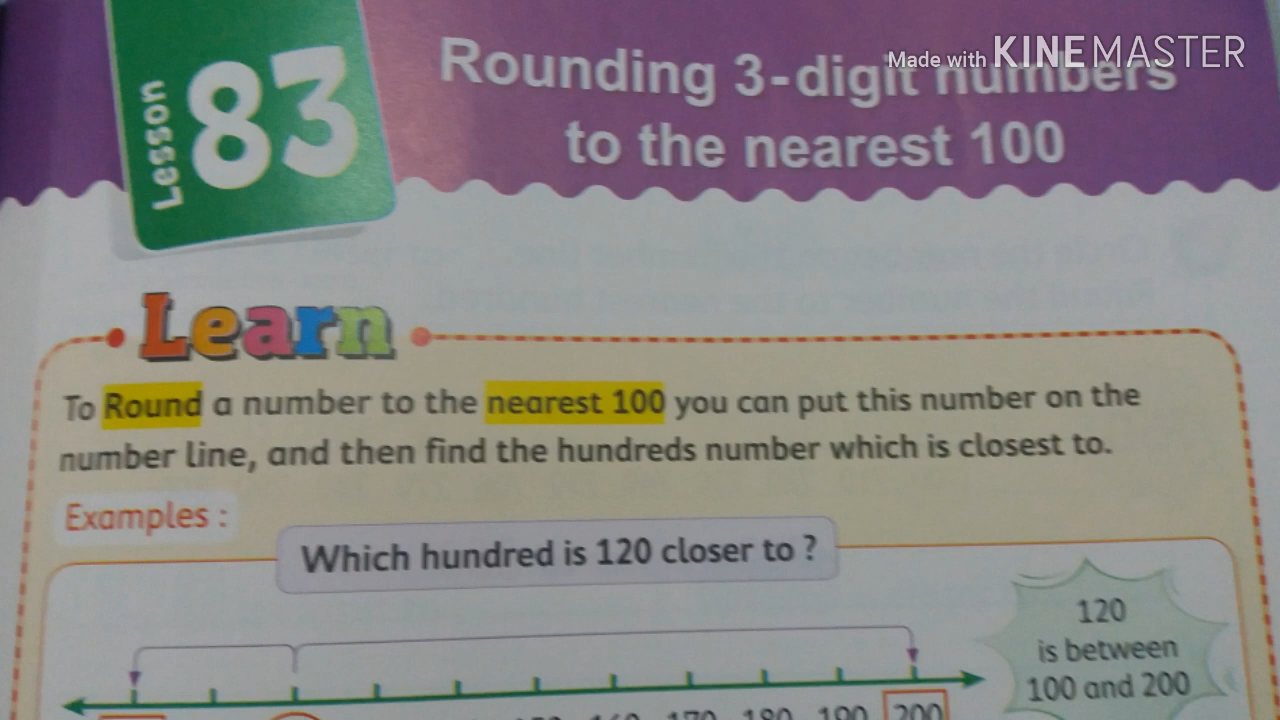 Made with KINEMASTER
Lesson
83
Rounding 3-digit numbers
to the nearest 100
Learn
To Round a number to the nearest 100 you can put this number on the
number line, and then find the hundreds number which is closest to.
Examples :
Which hundred is 120 closer to ?
120
is between
100 and 200
160 170 180 190 200